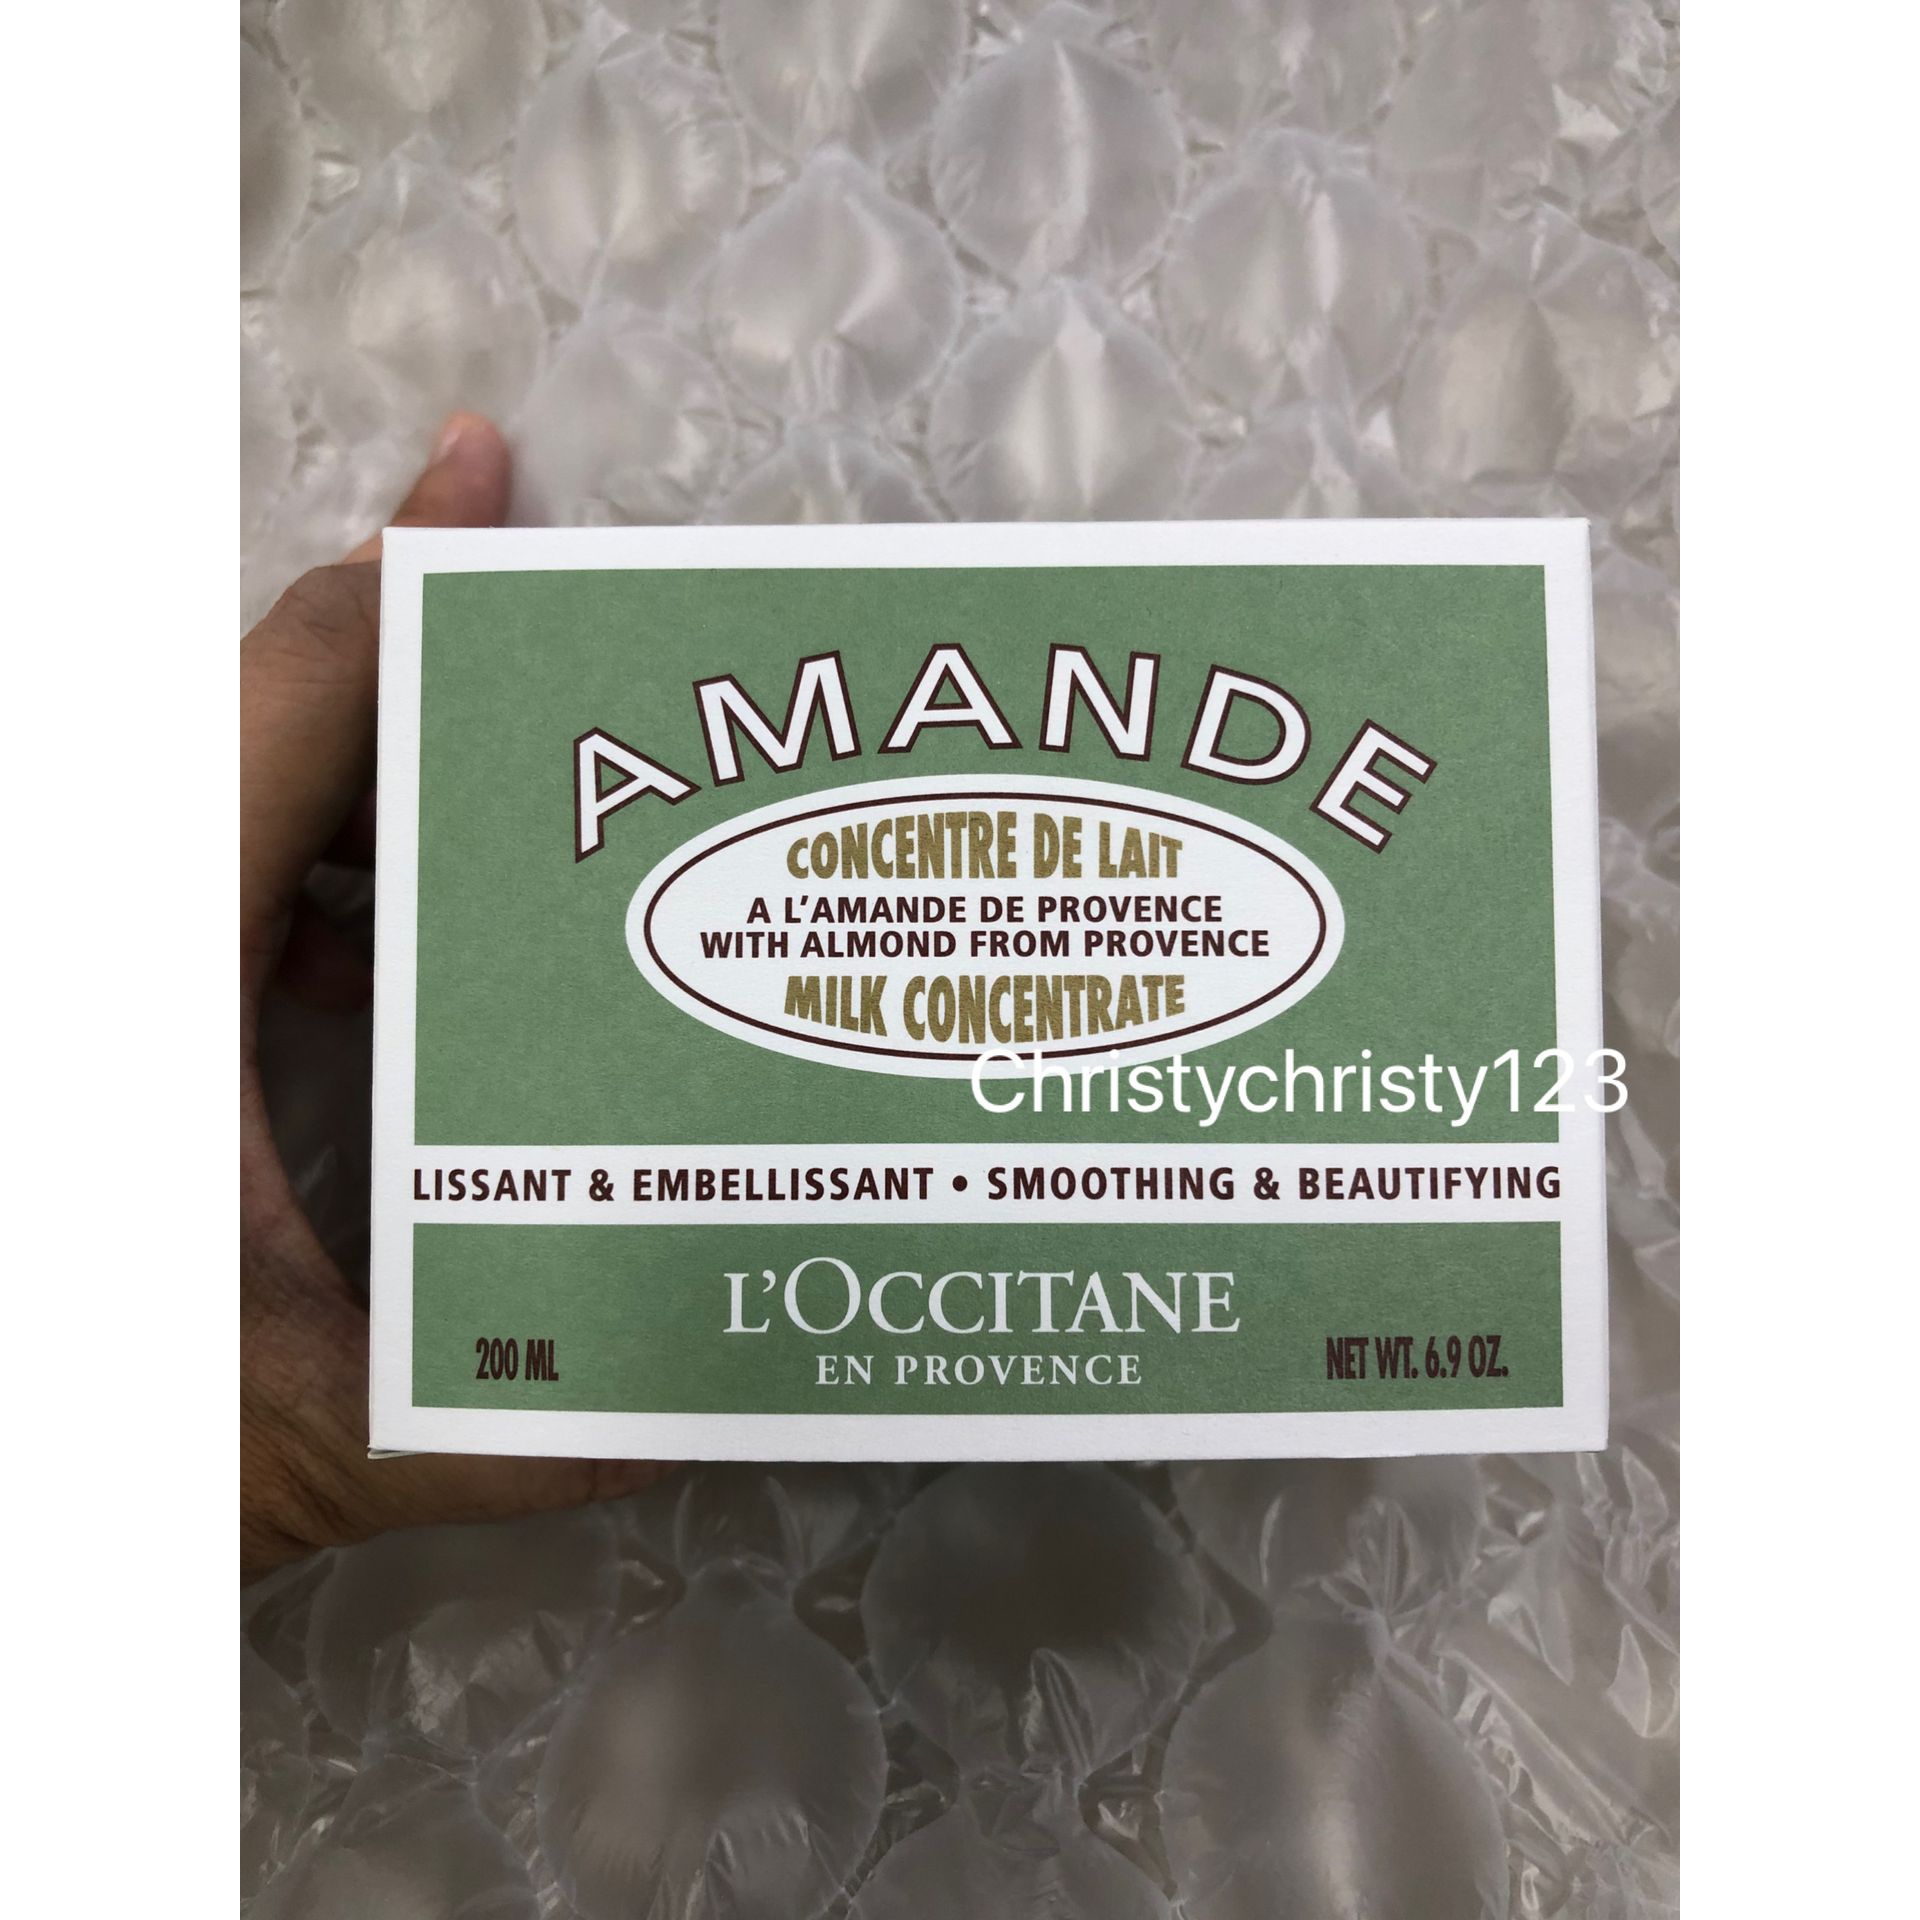 AMANDE
CONCENTRE DE LAIT
A L'AMANDE DE PROVENCE
WITH ALMOND FROM PROVENCE
MILK CONCENTRATE
Christychristy123
LISSANT & EMBELLISSANT • SMOOTHING & BEAUTIFYING
L'OCCITANE
EN PROVENCE
200 ML
NET WT. 6.9 OZ.